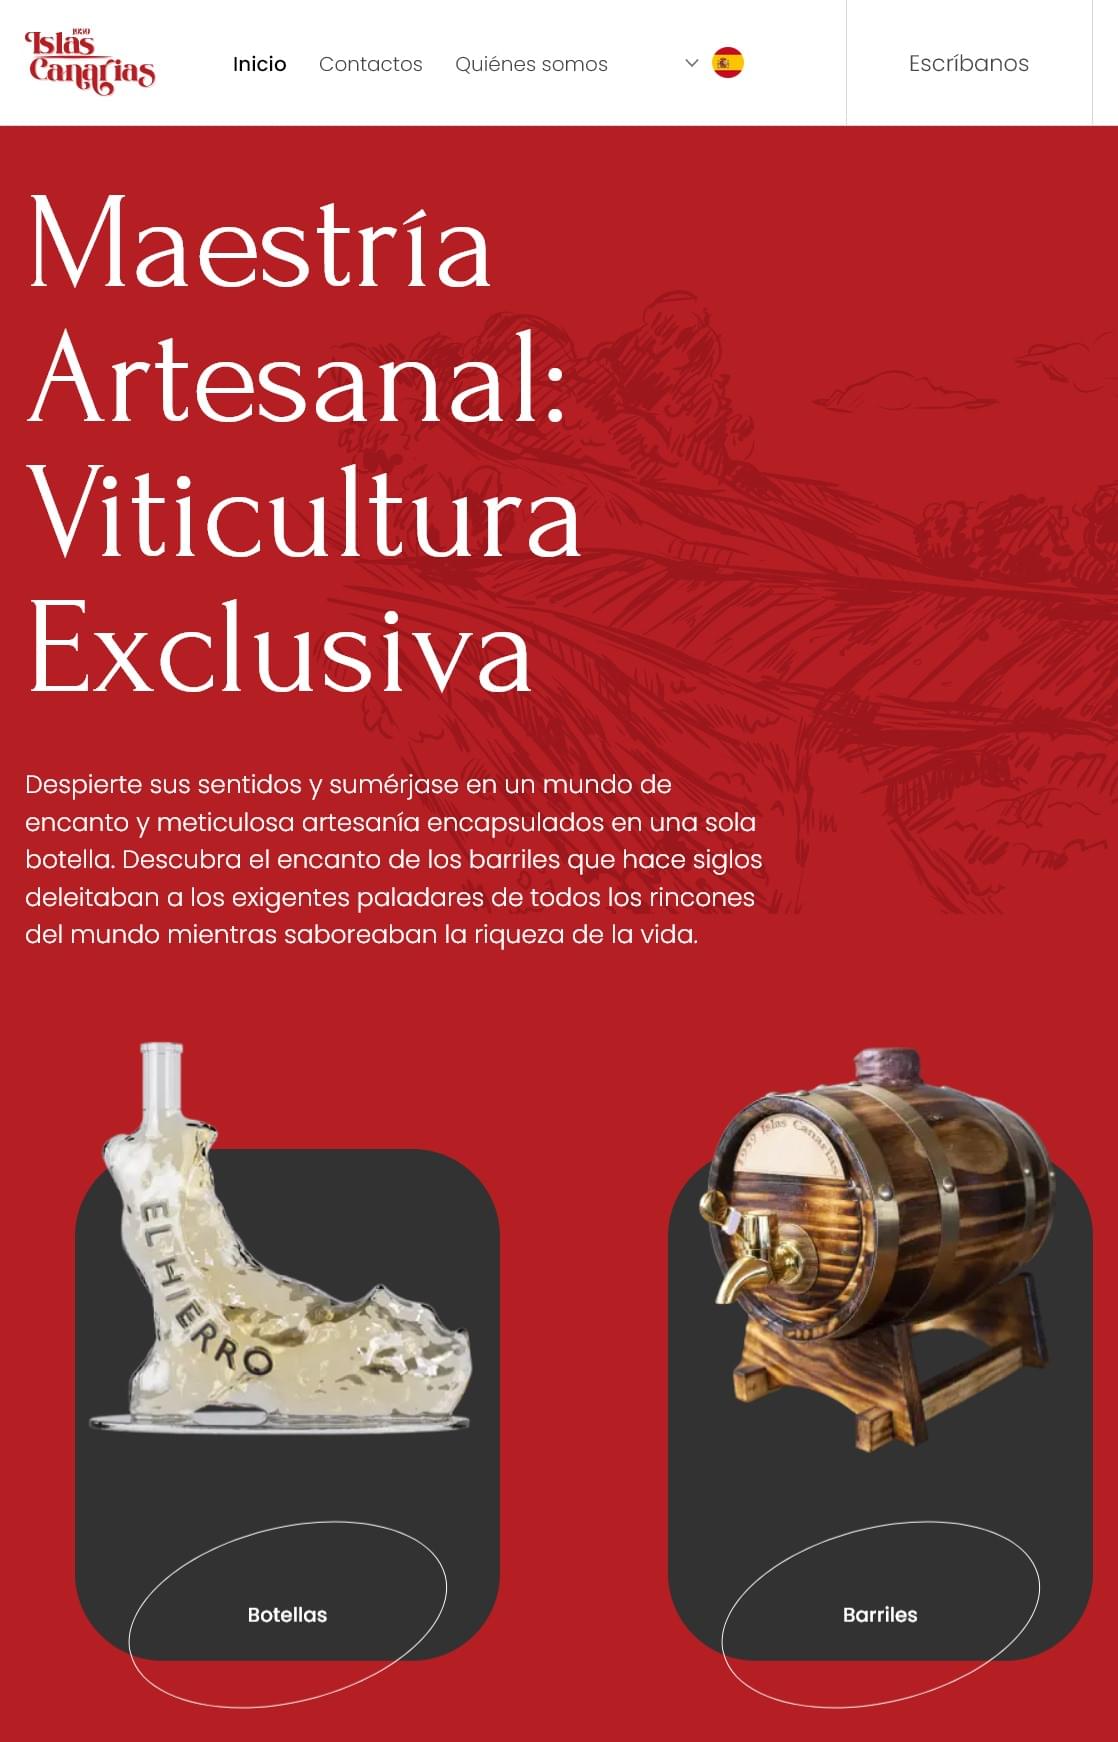 Islas
Canarias
Inicio
Contactos
Quiénes somos
Escríbanos
Maestría
Artesanal:
Viticultura
Exclusiva
Despierte sus sentidos y sumérjase en un mundo de
encanto y meticulosa artesanía encapsulados en una sola
botella. Descubra el encanto de los barriles que hace siglos
deleitaban a los exigentes paladares de todos los rincones
del mundo mientras saboreaban la riqueza de la vida.
EL HIERRO
1959 Islas Canarias
Botellas
Barriles